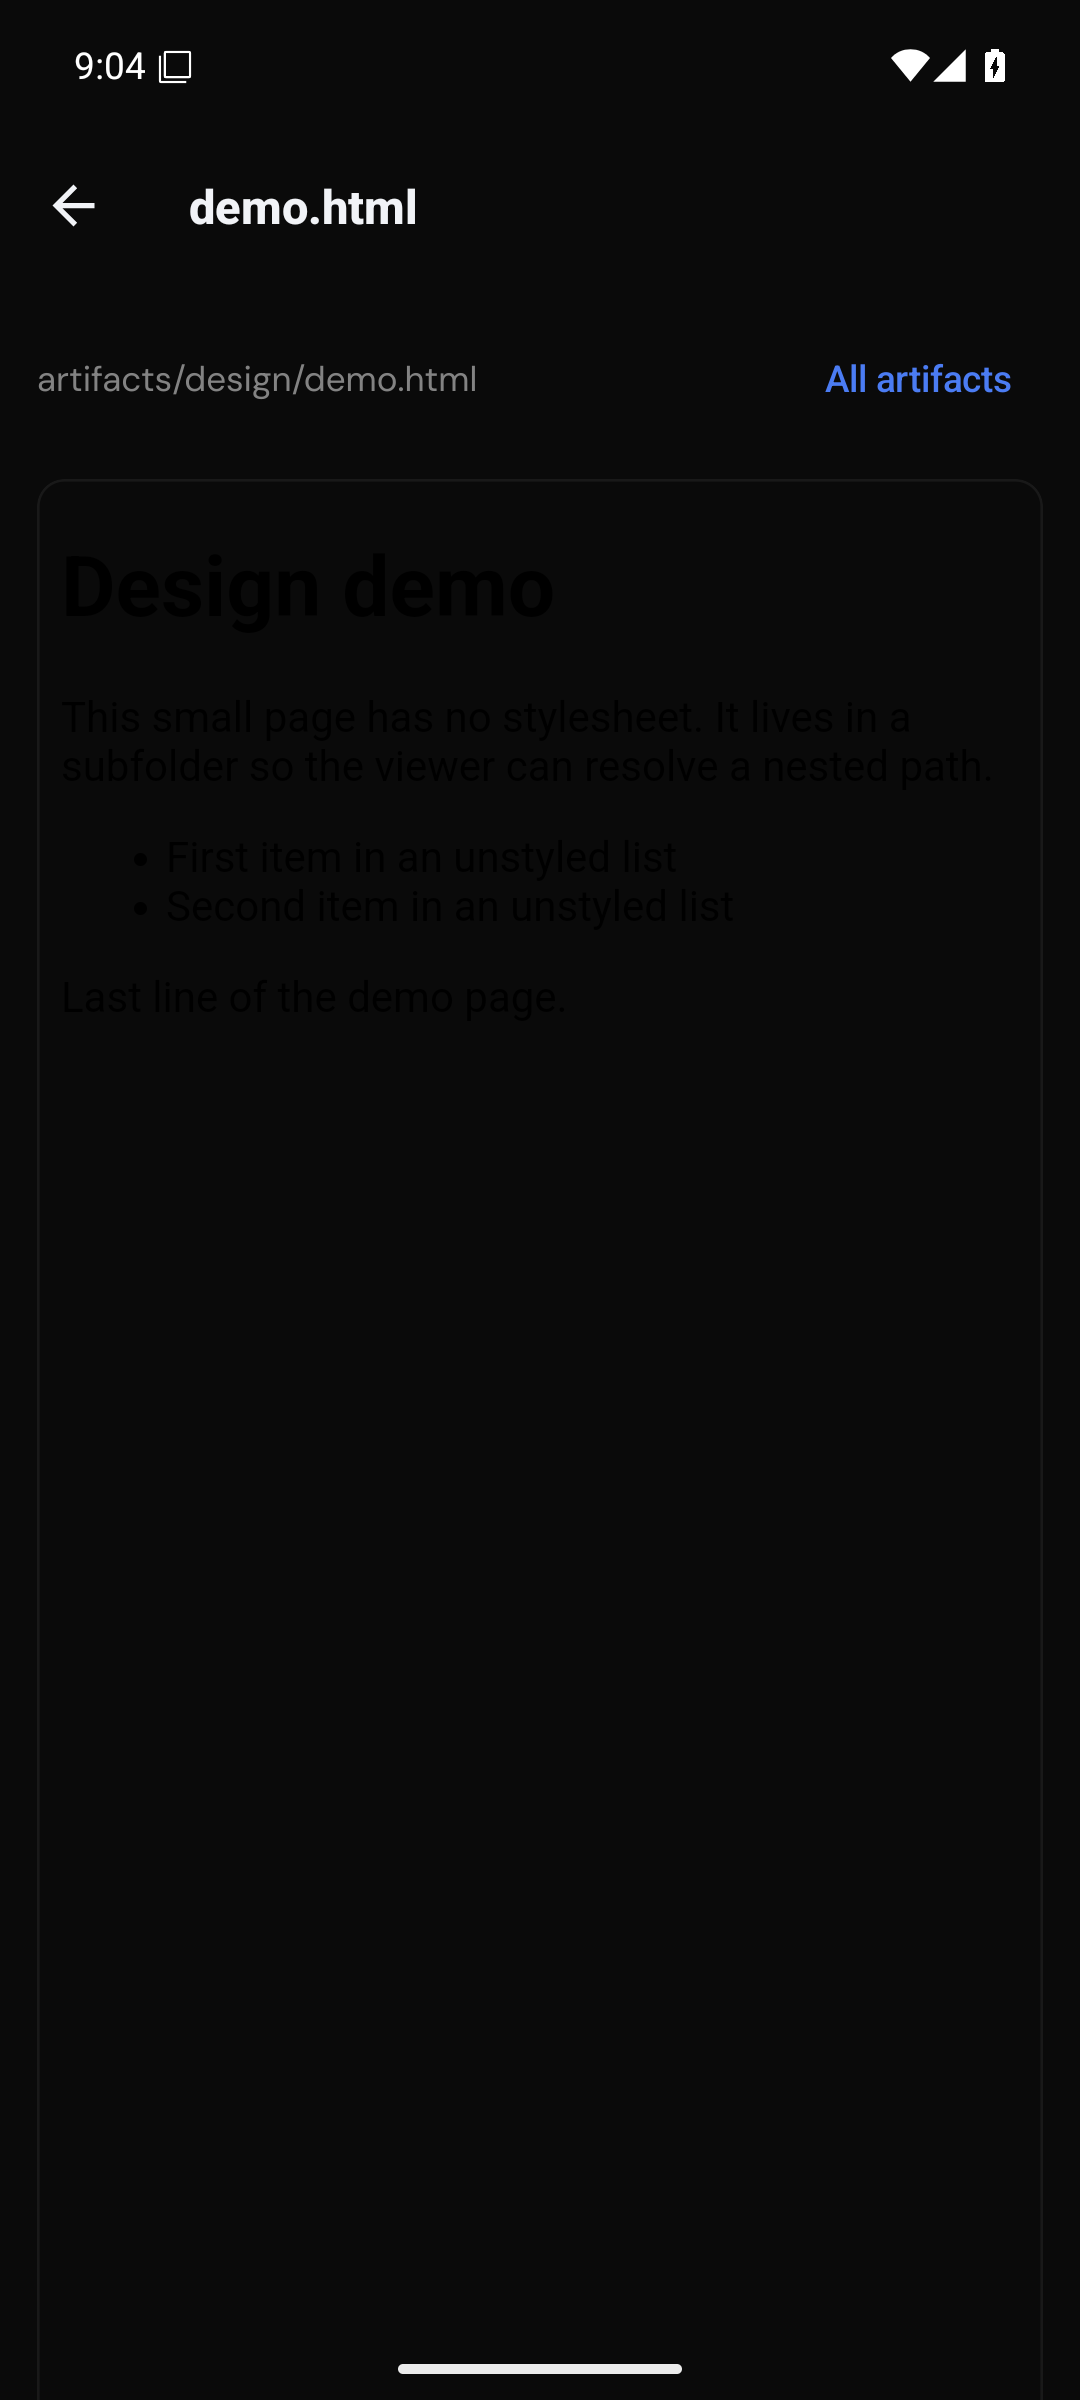 9:04
demo.html
artifacts/design/demo.html
All artifacts
Design demo
This small page has no stylesheet. It lives in a
subfolder so the viewer can resolve a nested path.
• First item in an unstyled list
• Second item in an unstyled list
Last line of the demo page.